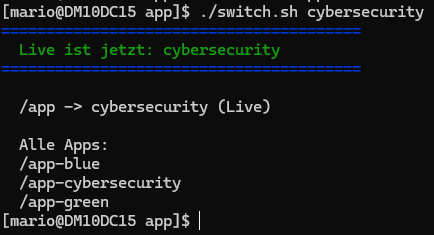 [mario@DM10DC15 app]$ ./switch.sh cybersecurity
========================================
  Live ist jetzt: cybersecurity
========================================
  /app -> cybersecurity (Live)
  Alle Apps:
  /app-blue
  /app-cybersecurity
  /app-green
[mario@DM10DC15 app]$